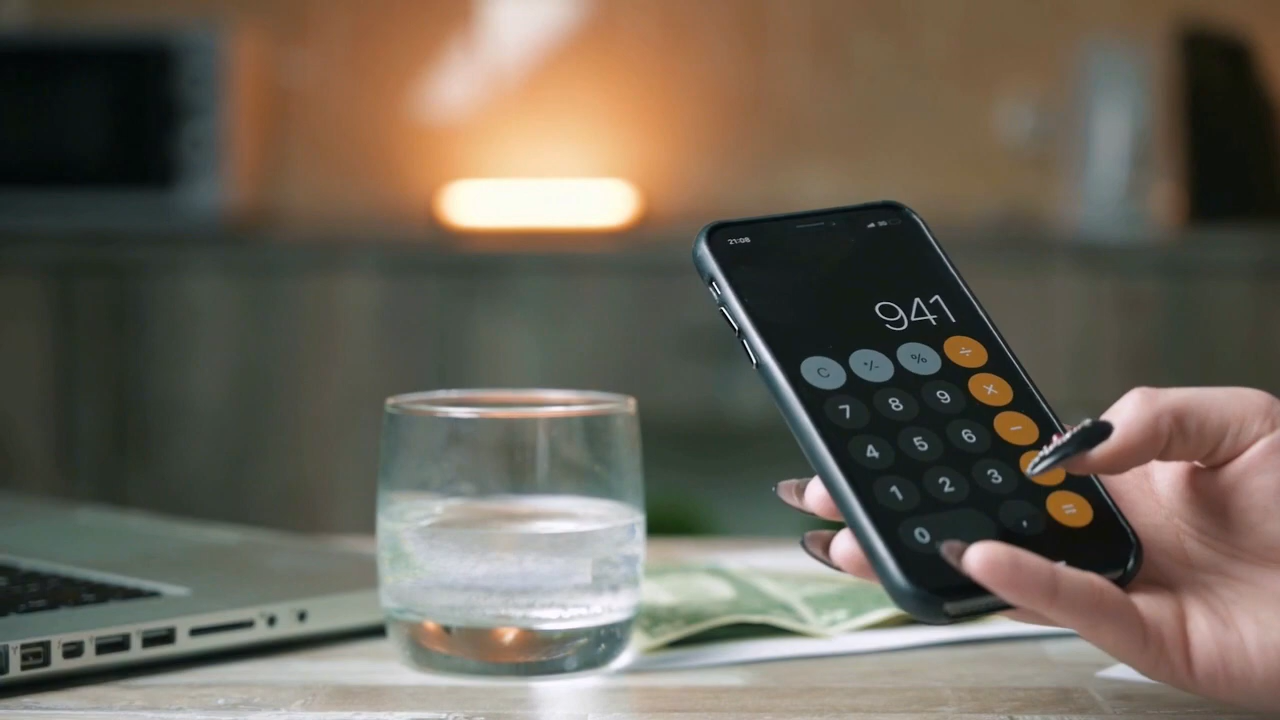 21:08
941
C +/- % ÷
7 8 9 ×
4 5 6 −
1 2 3
0 . =